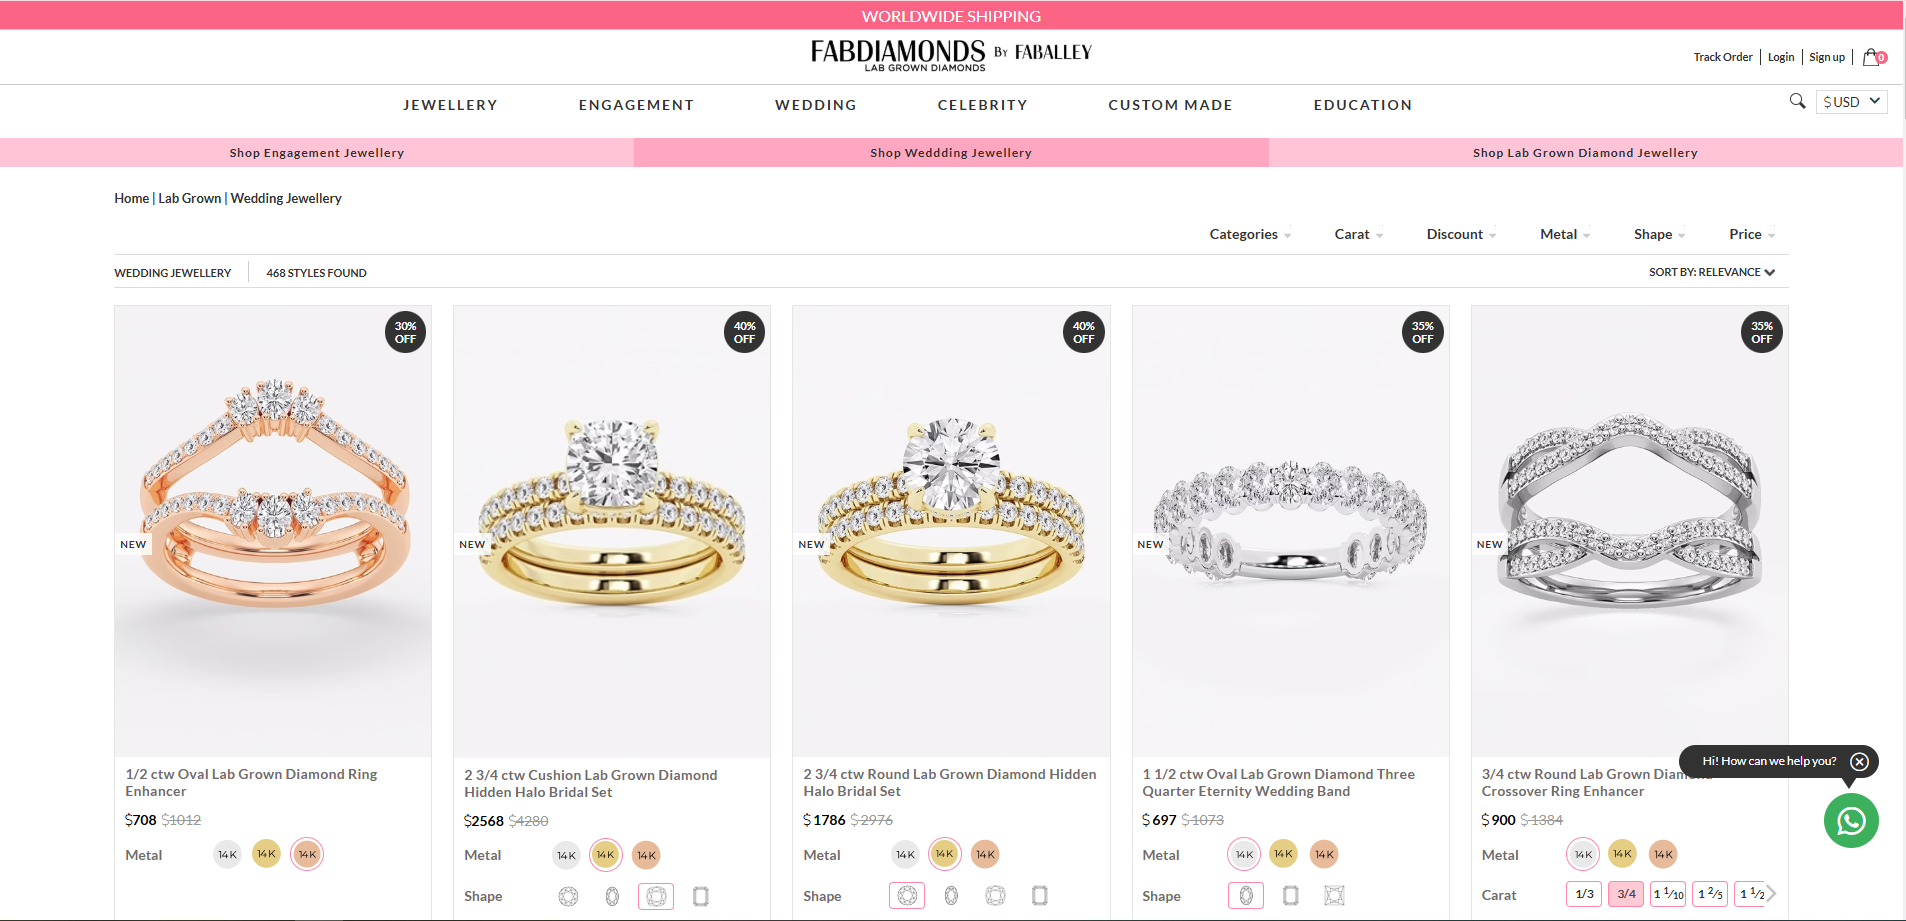 WORLDWIDE SHIPPING
FABDIAMONDS BY FABALLEY
LAB GROWN DIAMONDS
Track Order | Login | Sign up | 0
JEWELLERY ENGAGEMENT WEDDING CELEBRITY CUSTOM MADE EDUCATION
$ USD
Shop Engagement Jewellery Shop Weddding Jewellery Shop Lab Grown Diamond Jewellery
Home | Lab Grown | Wedding Jewellery
Categories Carat Discount Metal Shape Price
WEDDING JEWELLERY 468 STYLES FOUND SORT BY: RELEVANCE
30% OFF
NEW
1/2 ctw Oval Lab Grown Diamond Ring
Enhancer
$708 $1012
Metal 14K 14K 14K
40% OFF
NEW
2 3/4 ctw Cushion Lab Grown Diamond
Hidden Halo Bridal Set
$2568 $4280
Metal 14K 14K 14K
Shape
40% OFF
NEW
2 3/4 ctw Round Lab Grown Diamond Hidden
Halo Bridal Set
$1786 $2976
Metal 14K 14K 14K
Shape
35% OFF
NEW
1 1/2 ctw Oval Lab Grown Diamond Three
Quarter Eternity Wedding Band
$697 $1073
Metal 14K 14K 14K
Shape
35% OFF
NEW
3/4 ctw Round Lab Grown Diamond
Crossover Ring Enhancer
$900 $1384
Metal 14K 14K 14K
Carat 1/3 3/4 1 1/10 1 2/5 1 1/2
Hi! How can we help you?